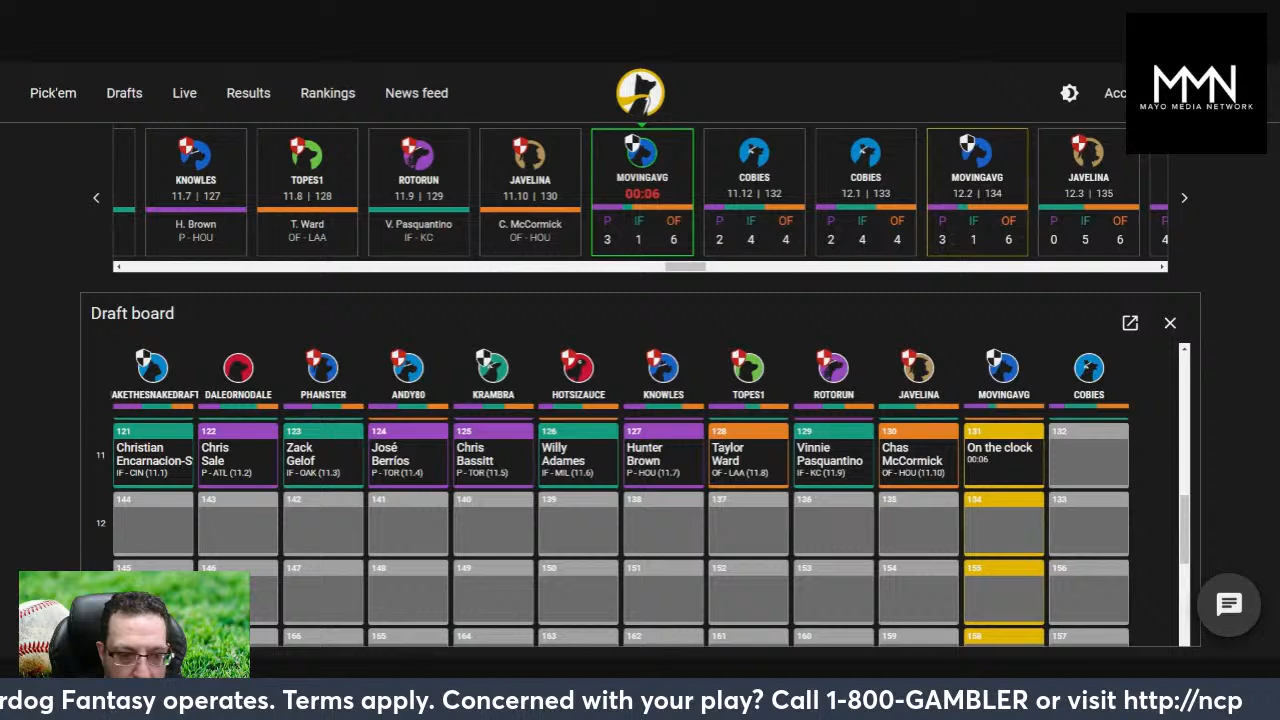 MMN
MAYO MEDIA NETWORK
Pick'em Drafts Live Results Rankings News feed
KNOWLES TOPES1 ROTORUN JAVELINA MOVINGAVG COBIES COBIES MOVINGAVG JAVELINA
11.7 | 127 11.8 | 128 11.9 | 129 11.10 | 130 00:06 11.12 | 132 12.1 | 133 12.2 | 134 12.3 | 135
H. Brown T. Ward V. Pasquantino C. McCormick P IF OF P IF OF P IF OF P IF OF P IF OF
P - HOU OF - LAA IF - KC OF - HOU 3 1 6 2 4 4 2 4 4 3 1 6 0 5 6 4
Draft board
AKETHESNAKEDRAFT DALEORNODALE PHANSTER ANDY80 KRAMBRA HOTSIZAUCE KNOWLES TOPES1 ROTORUN JAVELINA MOVINGAVG COBIES
121 122 123 124 125 126 127 128 129 130 131 132
Christian Chris Zack José Chris Willy Hunter Taylor Vinnie Chas On the clock
11 Encarnacion-S Sale Gelof Berríos Bassitt Adames Brown Ward Pasquantino McCormick 00:06
IF - CIN (11.1) P - ATL (11.2) IF - OAK (11.3) P - TOR (11.4) P - TOR (11.5) IF - MIL (11.6) P - HOU (11.7) OF - LAA (11.8) IF - KC (11.9) OF - HOU (11.10)
144 143 142 141 140 139 138 137 136 135 134 133
12
145 146 147 148 149 150 151 152 153 154 155 156
166 165 164 163 162 161 160 159 158 157
rdog Fantasy operates. Terms apply. Concerned with your play? Call 1-800-GAMBLER or visit http://ncp